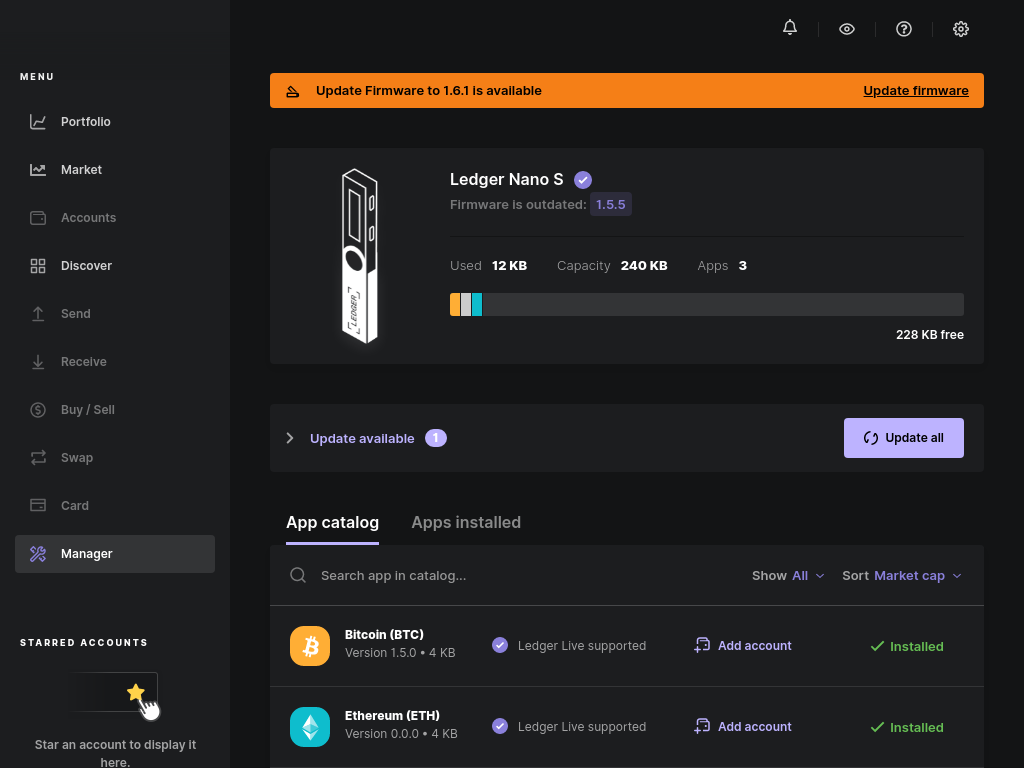 MENU
Portfolio
Market
Accounts
Discover
Send
Receive
Buy / Sell
Swap
Card
Manager
STARRED ACCOUNTS
Star an account to display it
here.
Update Firmware to 1.6.1 is available
Update firmware
LEDGER
Ledger Nano S
Firmware is outdated: 1.5.5
Used 12 KB Capacity 240 KB Apps 3
228 KB free
Update available 1
Update all
App catalog Apps installed
Search app in catalog...
Show All Sort Market cap
Bitcoin (BTC)
Version 1.5.0 • 4 KB
Ledger Live supported
Add account
Installed
Ethereum (ETH)
Version 0.0.0 • 4 KB
Ledger Live supported
Add account
Installed